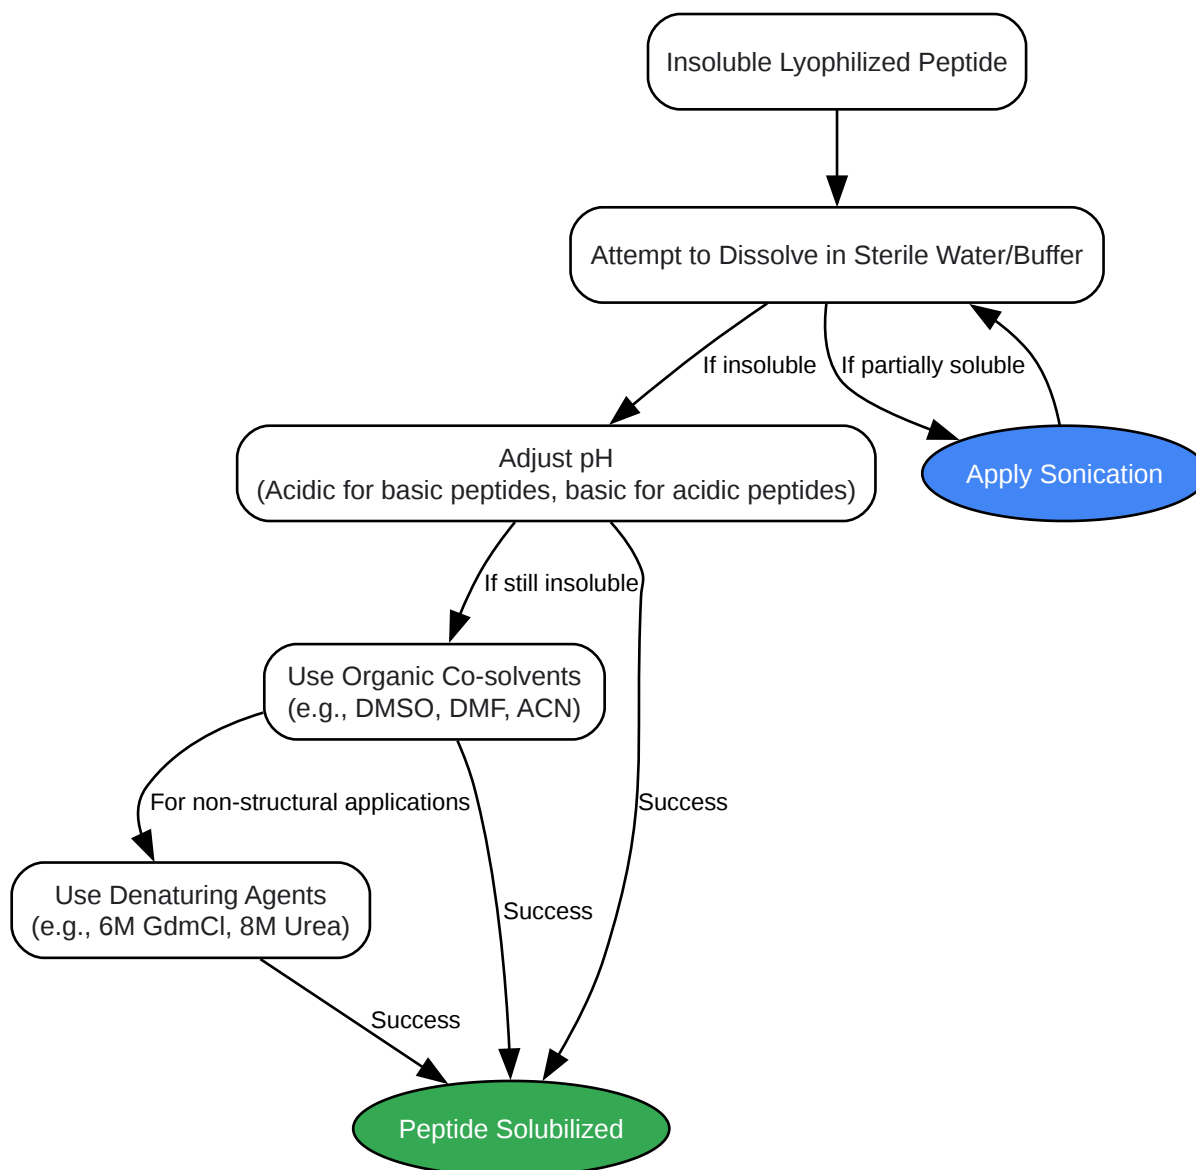 Insoluble Lyophilized Peptide
Attempt to Dissolve in Sterile Water/Buffer
If insoluble
If partially soluble
Adjust pH
(Acidic for basic peptides, basic for acidic peptides)
Apply Sonication
If still insoluble
Use Organic Co-solvents
(e.g., DMSO, DMF, ACN)
For non-structural applications
Success
Use Denaturing Agents
(e.g., 6M GdmCl, 8M Urea)
Success
Success
Peptide Solubilized